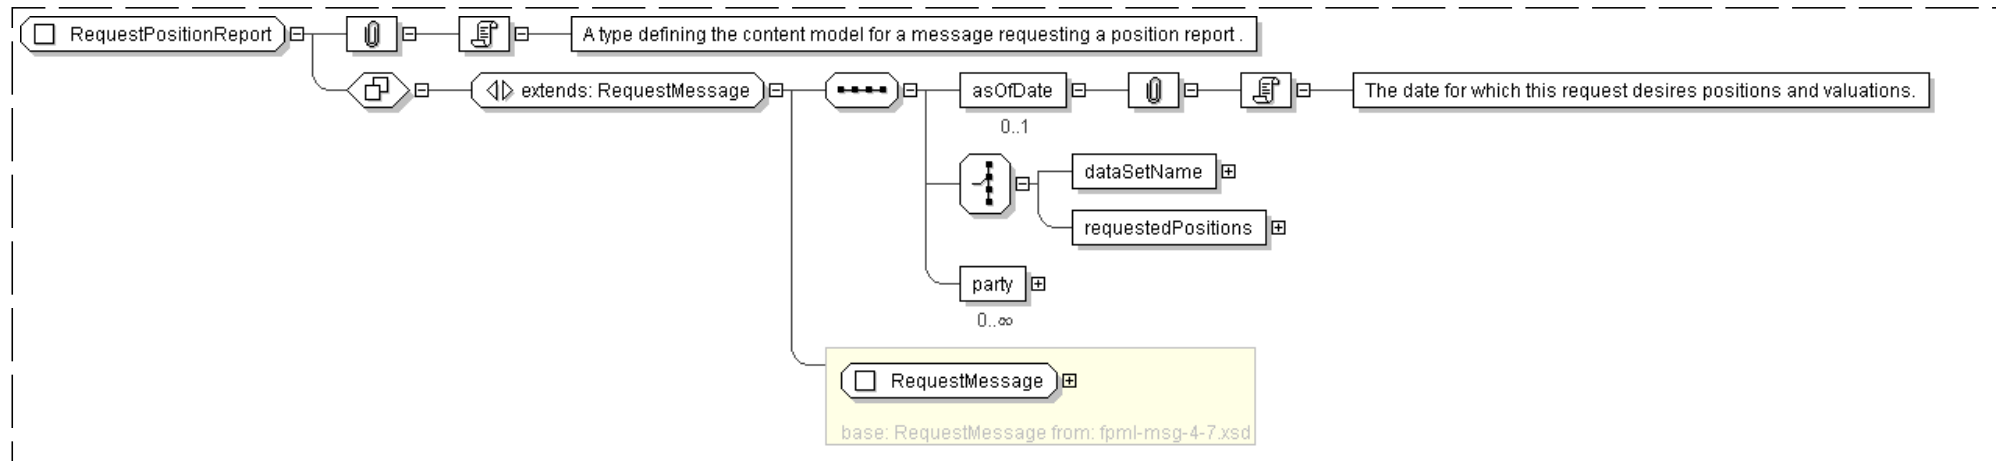 RequestPositionReport
A type defining the content model for a message requesting a position report .
extends: RequestMessage
asOfDate
The date for which this request desires positions and valuations.
0..1
dataSetName
requestedPositions
party
0..∞
RequestMessage
base: RequestMessage from: fpml-msg-4-7.xsd